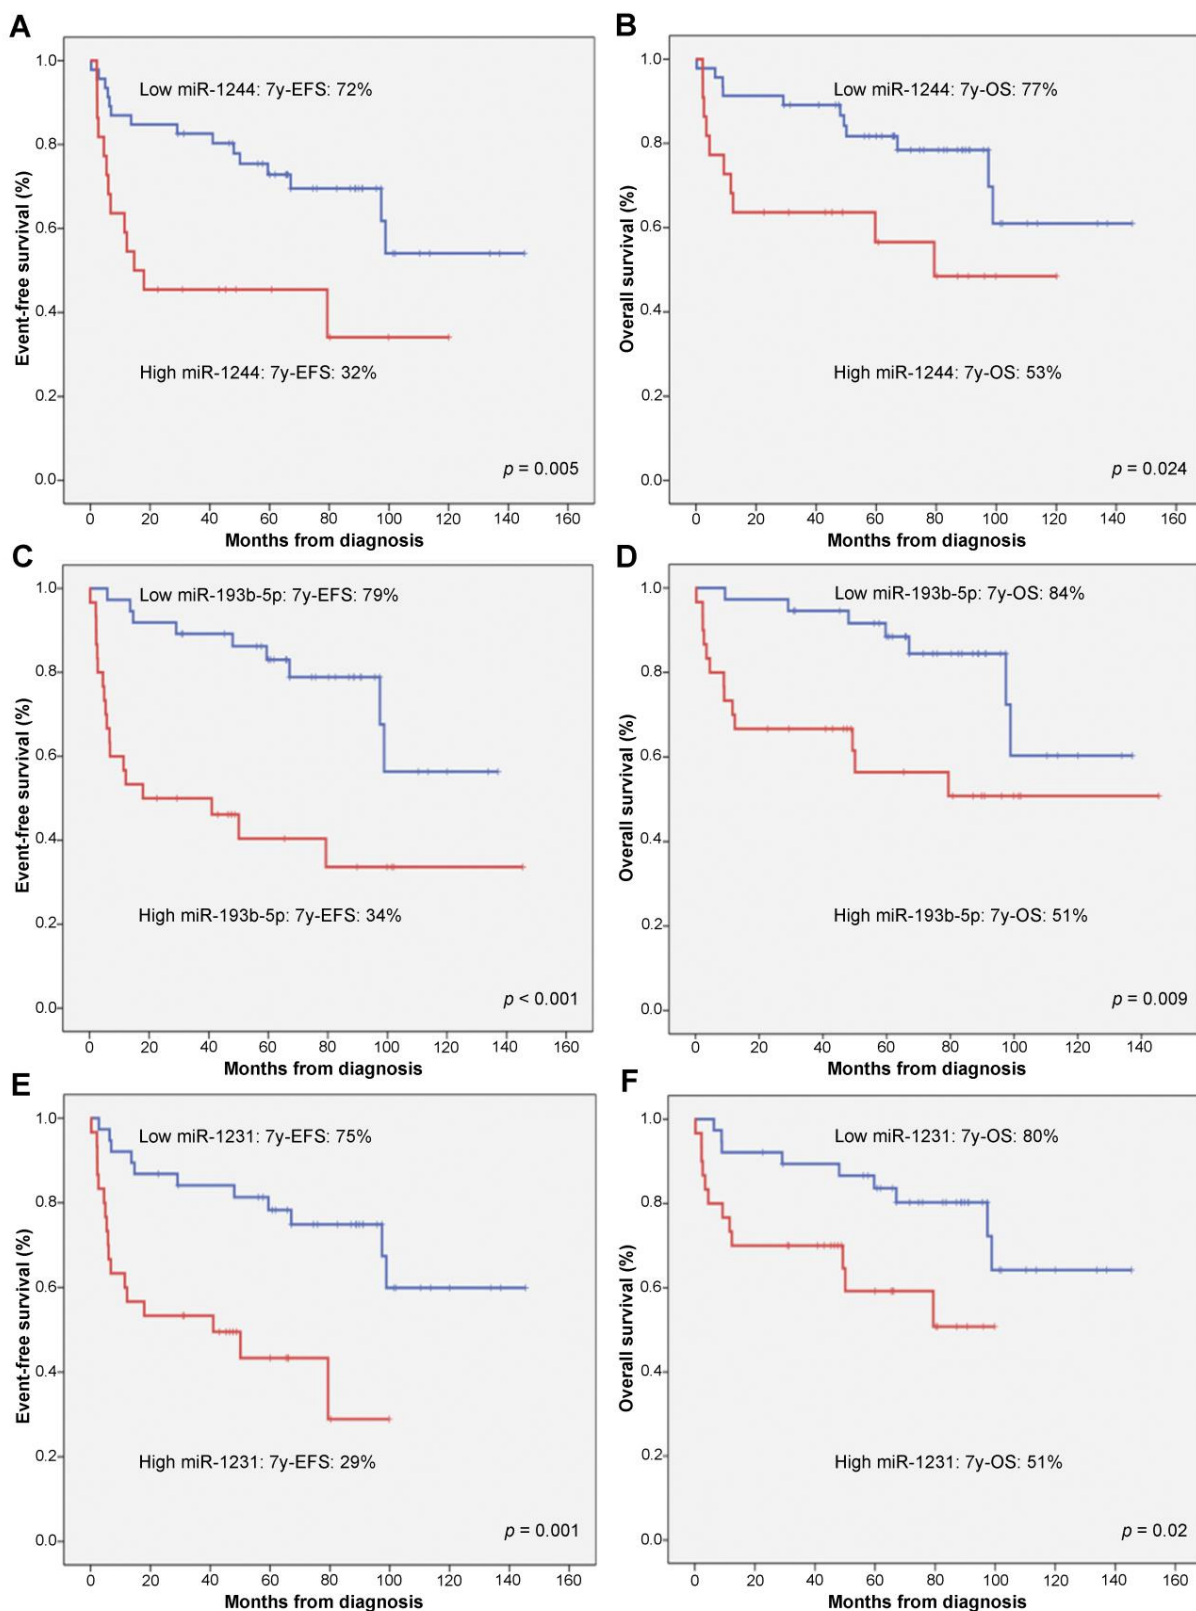 A
Event-free survival (%)
1.0
0.8
0.6
0.4
0.2
0.0
Low miR-1244: 7y-EFS: 72%
High miR-1244: 7y-EFS: 32%
p = 0.005
0 20 40 60 80 100 120 140 160
Months from diagnosis
B
Overall survival (%)
1.0
0.8
0.6
0.4
0.2
0.0
Low miR-1244: 7y-OS: 77%
High miR-1244: 7y-OS: 53%
p = 0.024
0 20 40 60 80 100 120 140 160
Months from diagnosis
C
Event-free survival (%)
1.0
0.8
0.6
0.4
0.2
0.0
Low miR-193b-5p: 7y-EFS: 79%
High miR-193b-5p: 7y-EFS: 34%
p < 0.001
0 20 40 60 80 100 120 140 160
Months from diagnosis
D
Overall survival (%)
1.0
0.8
0.6
0.4
0.2
0.0
Low miR-193b-5p: 7y-OS: 84%
High miR-193b-5p: 7y-OS: 51%
p = 0.009
0 20 40 60 80 100 120 140
Months from diagnosis
E
Event-free survival (%)
1.0
0.8
0.6
0.4
0.2
0.0
Low miR-1231: 7y-EFS: 75%
High miR-1231: 7y-EFS: 29%
p = 0.001
0 20 40 60 80 100 120 140 160
Months from diagnosis
F
Overall survival (%)
1.0
0.8
0.6
0.4
0.2
0.0
Low miR-1231: 7y-OS: 80%
High miR-1231: 7y-OS: 51%
p = 0.02
0 20 40 60 80 100 120 140 160
Months from diagnosis